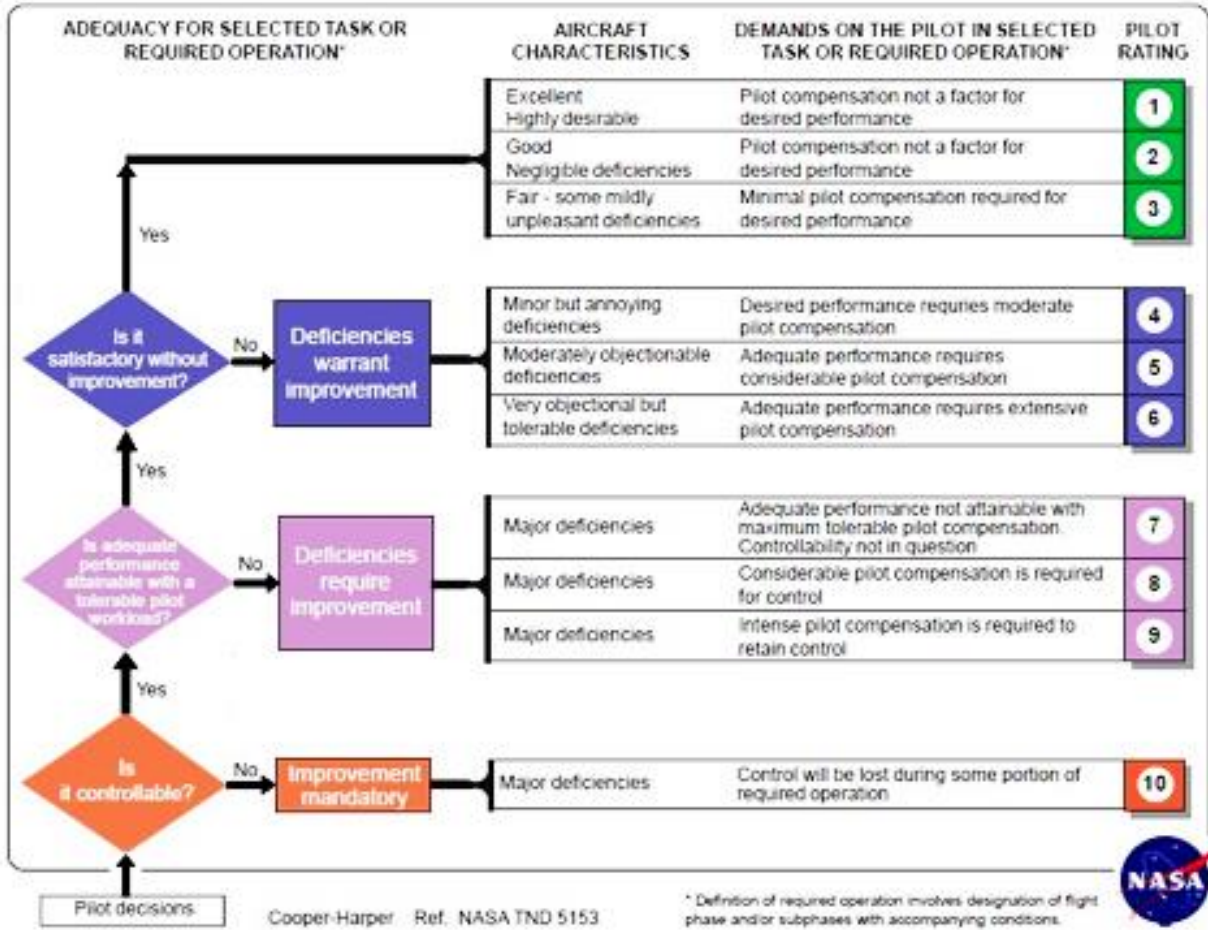 ADEQUACY FOR SELECTED TASK OR
REQUIRED OPERATION*
AIRCRAFT
CHARACTERISTICS
DEMANDS ON THE PILOT IN SELECTED
TASK OR REQUIRED OPERATION*
PILOT
RATING
Excellent
Highly desirable
Pilot compensation not a factor for
desired performance
1
Good
Negligible deficiencies
Pilot compensation not a factor for
desired performance
2
Fair - some mildly
unpleasant deficiencies
Minimal pilot compensation required for
desired performance
3
Yes
Is it
satisfactory without
improvement?
No
Deficiencies
warrant
improvement
Minor but annoying
deficiencies
Desired performance requries moderate
pilot compensation
4
Moderately objectionable
deficiencies
Adequate performance requires
considerable pilot compensation
5
Very objectional but
tolerable deficiencies
Adequate performance requires extensive
pilot compensation
6
Yes
Is adequate
performance
attainable with a
tolerable pilot
workload?
No
Deficiencies
require
improvement
Major deficiencies
Adequate performance not attainable with
maximum tolerable pilot compensation.
Controllability not in question
7
Major deficiencies
Considerable pilot compensation is required
for control
8
Major deficiencies
Intense pilot compensation is required to
retain control
9
Yes
Is
it controllable?
No
Improvement
mandatory
Major deficiencies
Control will be lost during some portion of
required operation
10
Pilot decisions
Cooper-Harper Ref. NASA TND 5153
* Definition of required operation involves designation of flight
phase and/or subphases with accompanying conditions.
NASA